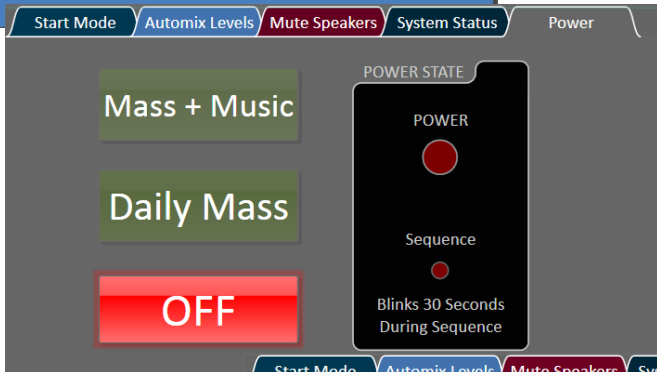 Start Mode Automix Levels Mute Speakers System Status Power
POWER STATE
Mass + Music
POWER
Daily Mass
Sequence
OFF
Blinks 30 Seconds
During Sequence
Start Mode Automix Levels Mute Speakers